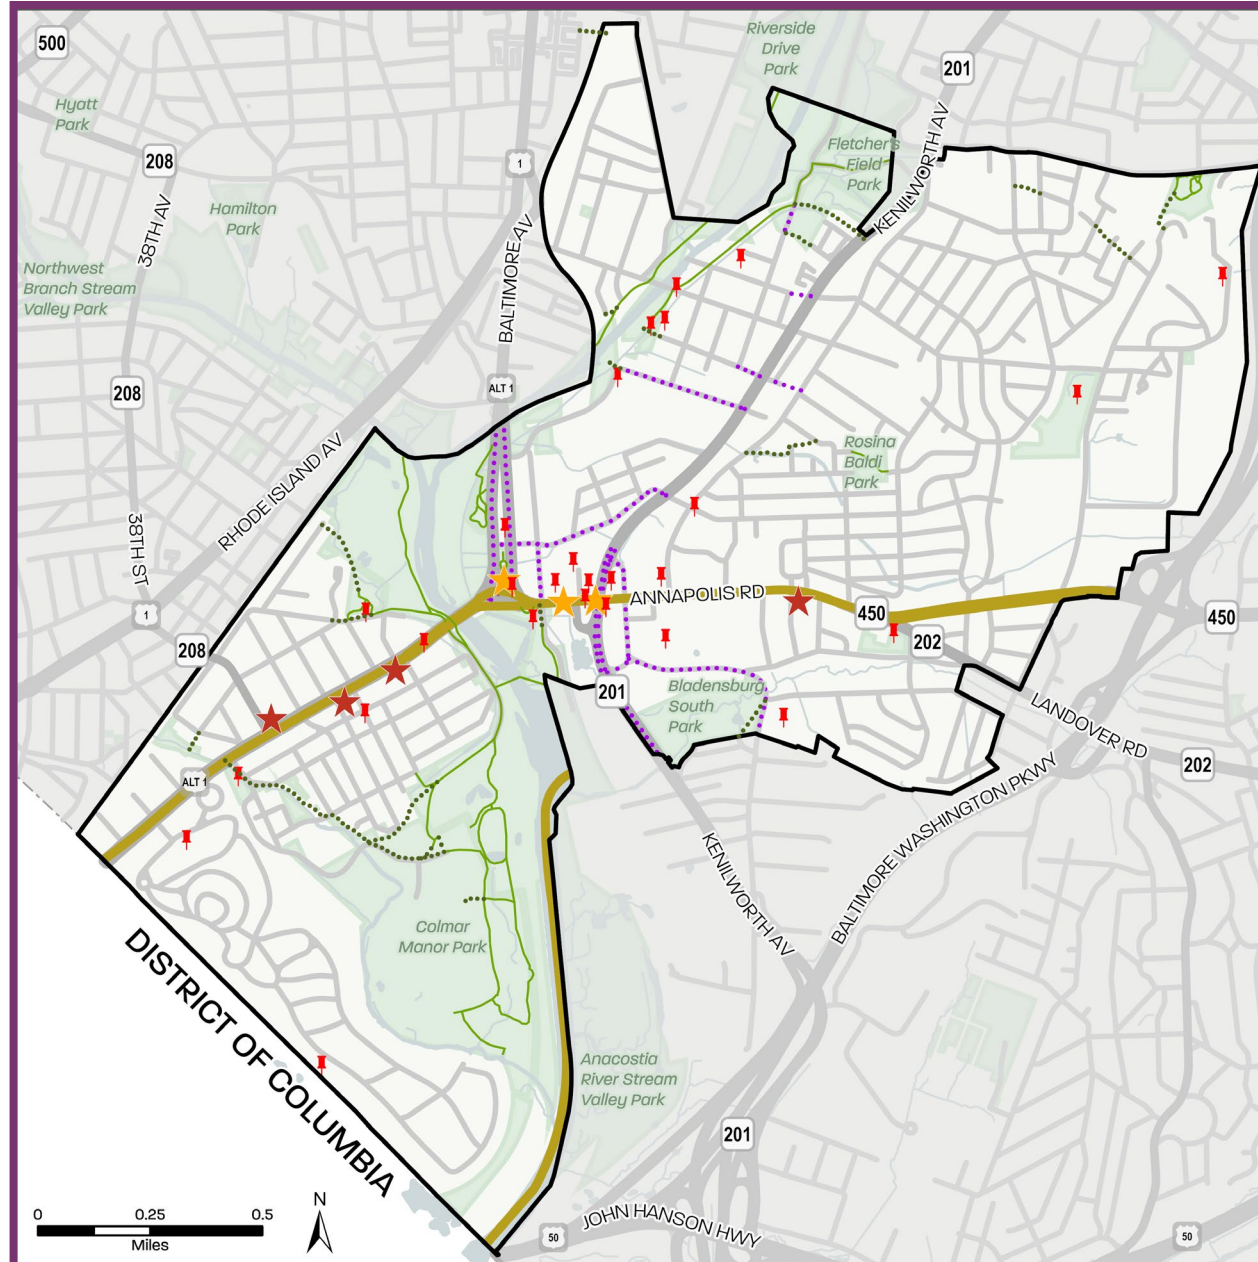 500
Riverside
Drive
Park
201
Hyatt
Park
208
1
Fletcher's
Field
Park
KENILWORTH AV
38TH AV
Hamilton
Park
BALTIMORE AV
Northwest
Branch Stream
Valley Park
208
ALT 1
RHODE ISLAND AV
Rosina
Baldi
Park
38TH ST
ANNAPOLIS RD
450
450
1
208
202
201
Bladensburg
South
Park
LANDOVER RD
202
ALT 1
BALTIMORE WASHINGTON PKWY
KENILWORTH AV
Colmar
Manor Park
DISTRICT OF COLUMBIA
Anacostia
River Stream
Valley Park
201
N
0 0.25 0.5
Miles
JOHN HANSON HWY
50
50